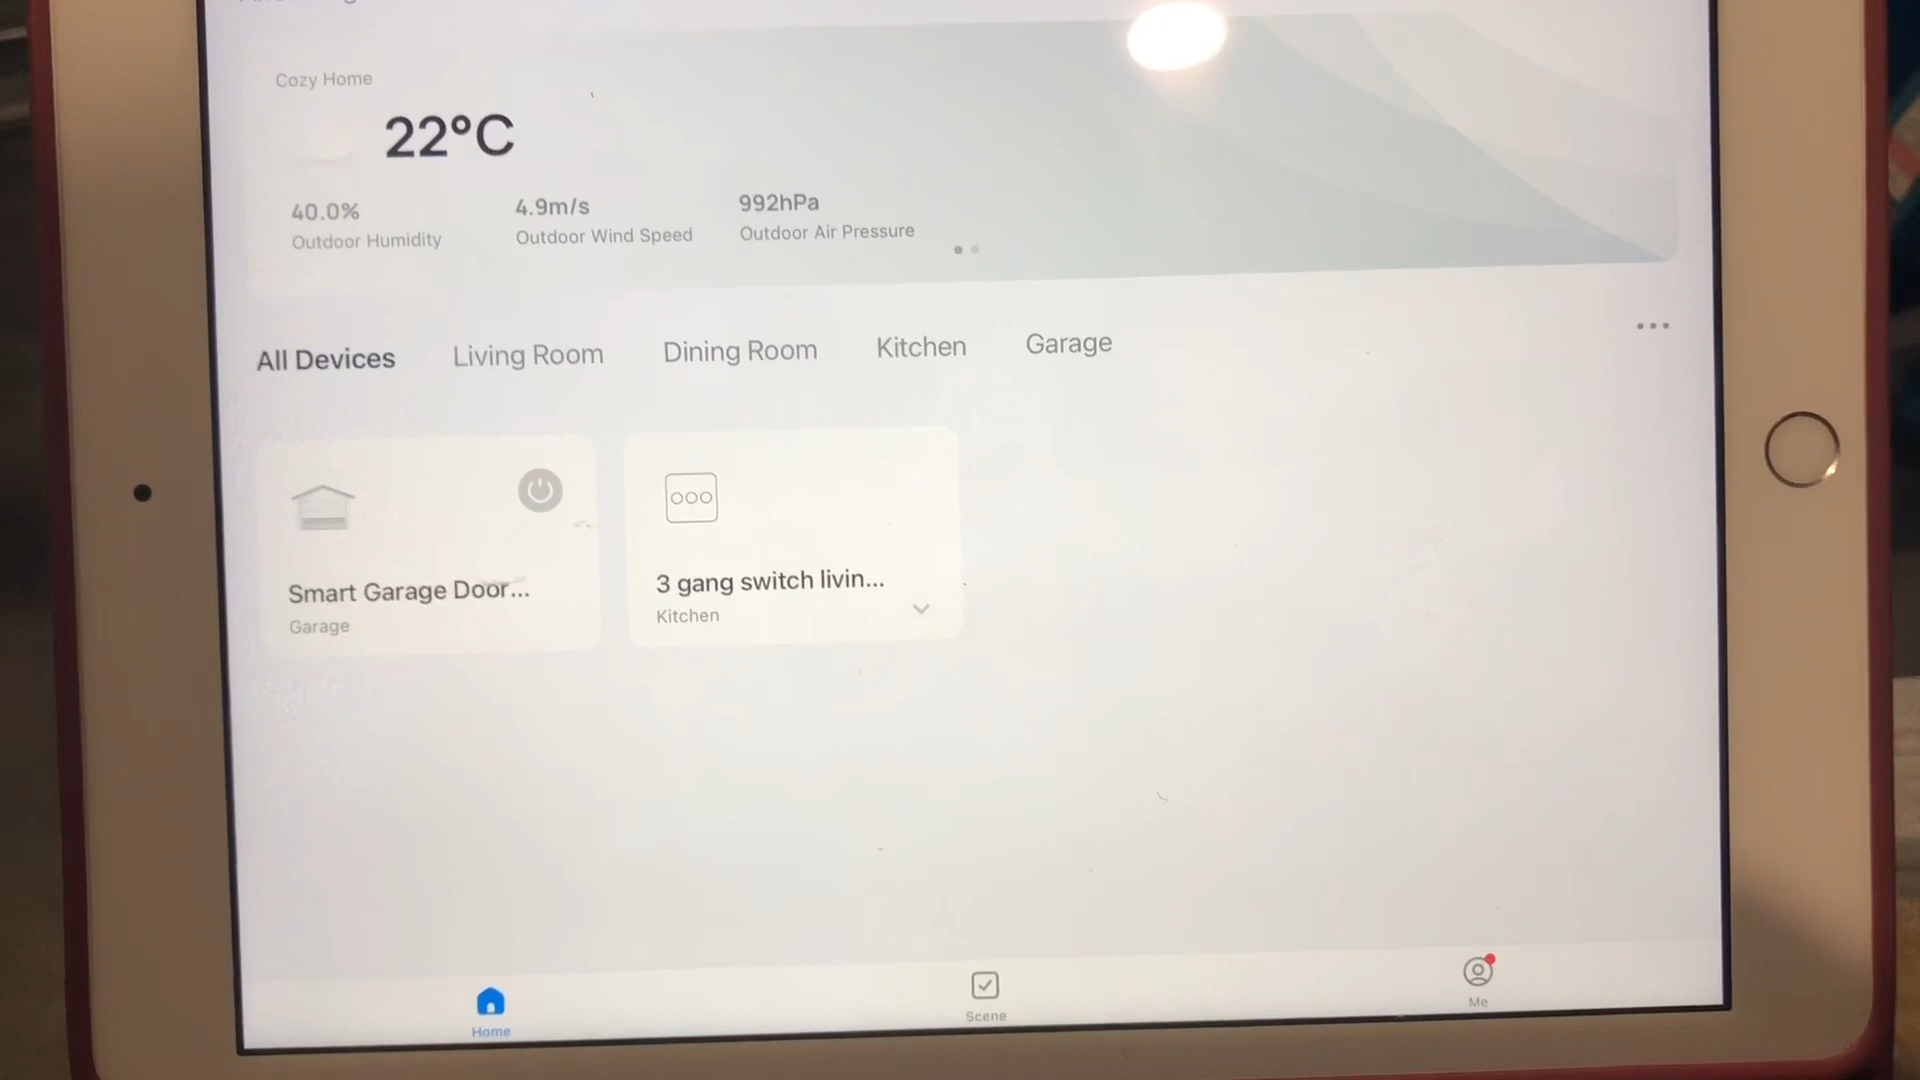 Cozy Home
22°C
40.0%
4.9m/s
992hPa
Outdoor Humidity
Outdoor Wind Speed
Outdoor Air Pressure
All Devices
Living Room
Dining Room
Kitchen
Garage
Smart Garage Door...
Garage
3 gang switch livin...
Kitchen
Home
Scene
Me